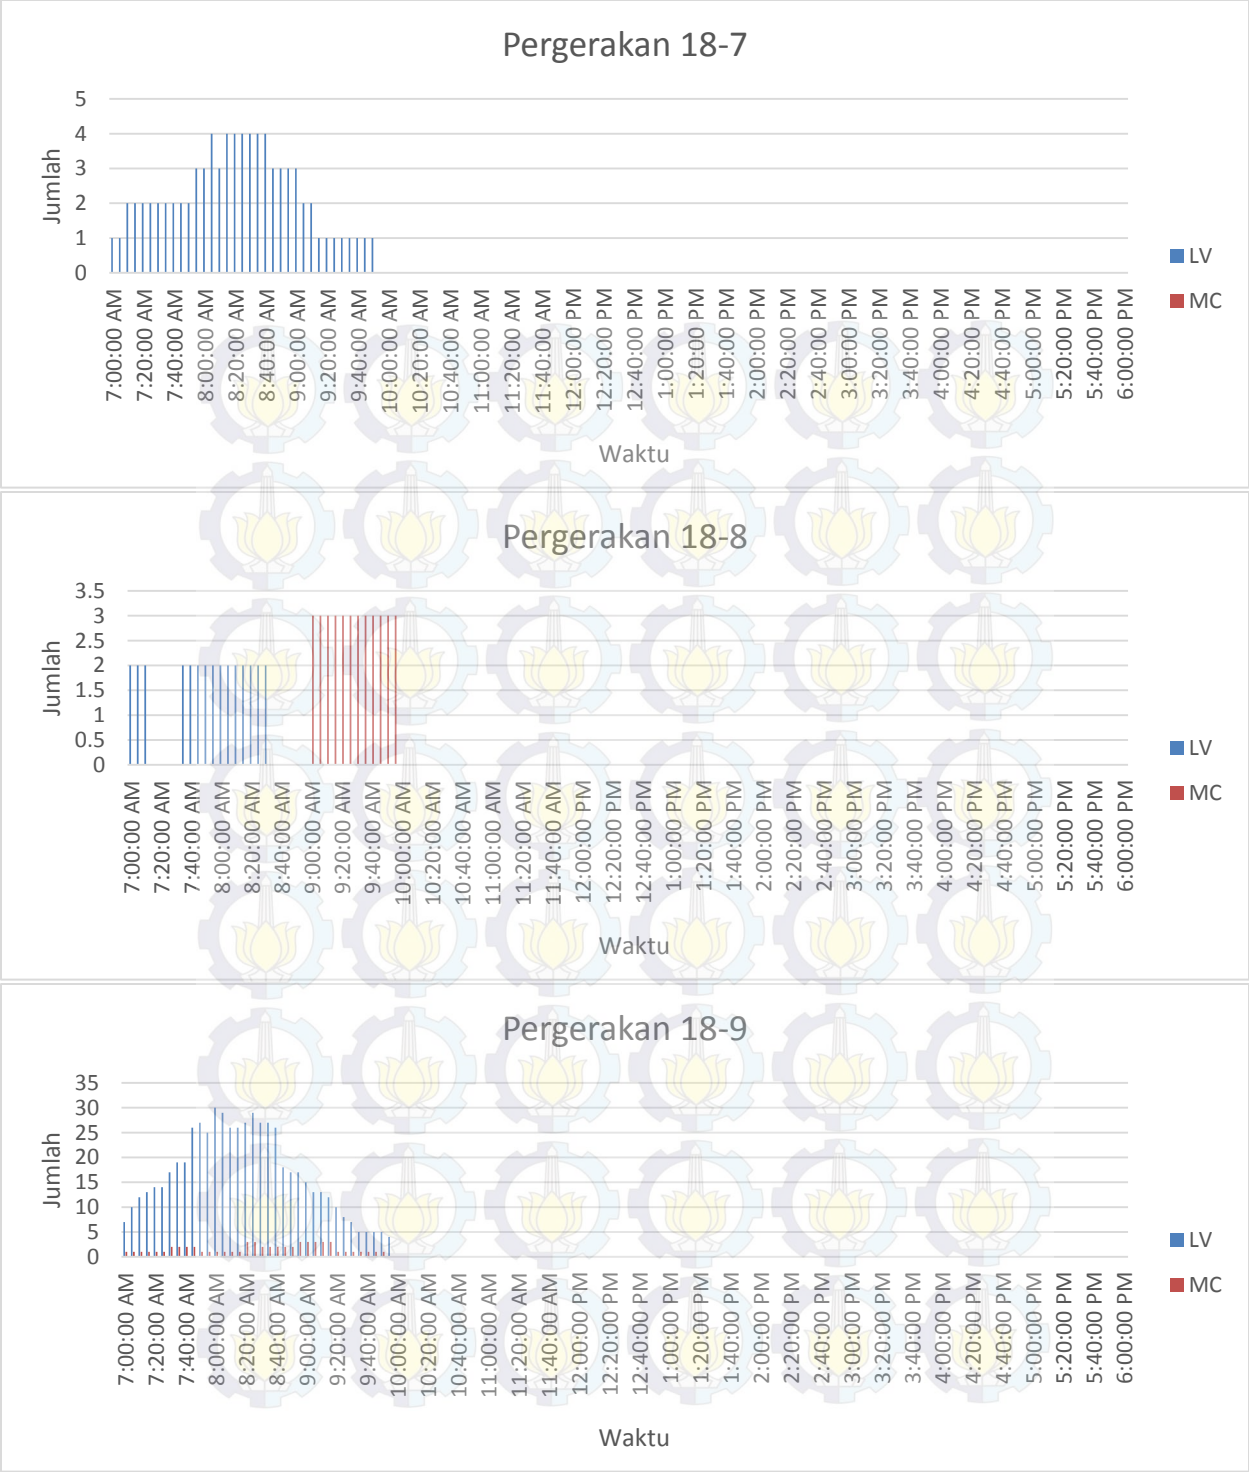 Pergerakan 18-7
5
4
3
2
1
0
Jumlah
7:00:00 AM
7:20:00 AM
7:40:00 AM
8:00:00 AM
8:20:00 AM
8:40:00 AM
9:00:00 AM
9:20:00 AM
9:40:00 AM
10:00:00 AM
10:20:00 AM
10:40:00 AM
11:00:00 AM
11:20:00 AM
11:40:00 AM
12:00:00 PM
12:20:00 PM
12:40:00 PM
1:00:00 PM
1:20:00 PM
1:40:00 PM
2:00:00 PM
2:20:00 PM
2:40:00 PM
3:00:00 PM
3:20:00 PM
3:40:00 PM
4:00:00 PM
4:20:00 PM
4:40:00 PM
5:00:00 PM
5:20:00 PM
5:40:00 PM
6:00:00 PM
Waktu
LV
MC
Pergerakan 18-8
3.5
3
2.5
2
1.5
1
0.5
0
Jumlah
7:00:00 AM
7:20:00 AM
7:40:00 AM
8:00:00 AM
8:20:00 AM
8:40:00 AM
9:00:00 AM
9:20:00 AM
9:40:00 AM
10:00:00 AM
10:20:00 AM
10:40:00 AM
11:00:00 AM
11:20:00 AM
11:40:00 AM
12:00:00 PM
12:20:00 PM
12:40:00 PM
1:00:00 PM
1:20:00 PM
1:40:00 PM
2:00:00 PM
2:20:00 PM
2:40:00 PM
3:00:00 PM
3:20:00 PM
3:40:00 PM
4:00:00 PM
4:20:00 PM
4:40:00 PM
5:00:00 PM
5:20:00 PM
5:40:00 PM
6:00:00 PM
Waktu
LV
MC
Pergerakan 18-9
35
30
25
20
15
10
5
0
Jumlah
7:00:00 AM
7:20:00 AM
7:40:00 AM
8:00:00 AM
8:20:00 AM
8:40:00 AM
9:00:00 AM
9:20:00 AM
9:40:00 AM
10:00:00 AM
10:20:00 AM
10:40:00 AM
11:00:00 AM
11:20:00 AM
11:40:00 AM
12:00:00 PM
12:20:00 PM
12:40:00 PM
1:00:00 PM
1:20:00 PM
1:40:00 PM
2:00:00 PM
2:20:00 PM
2:40:00 PM
3:00:00 PM
3:20:00 PM
3:40:00 PM
4:00:00 PM
4:20:00 PM
4:40:00 PM
5:00:00 PM
5:20:00 PM
5:40:00 PM
6:00:00 PM
Waktu
LV
MC